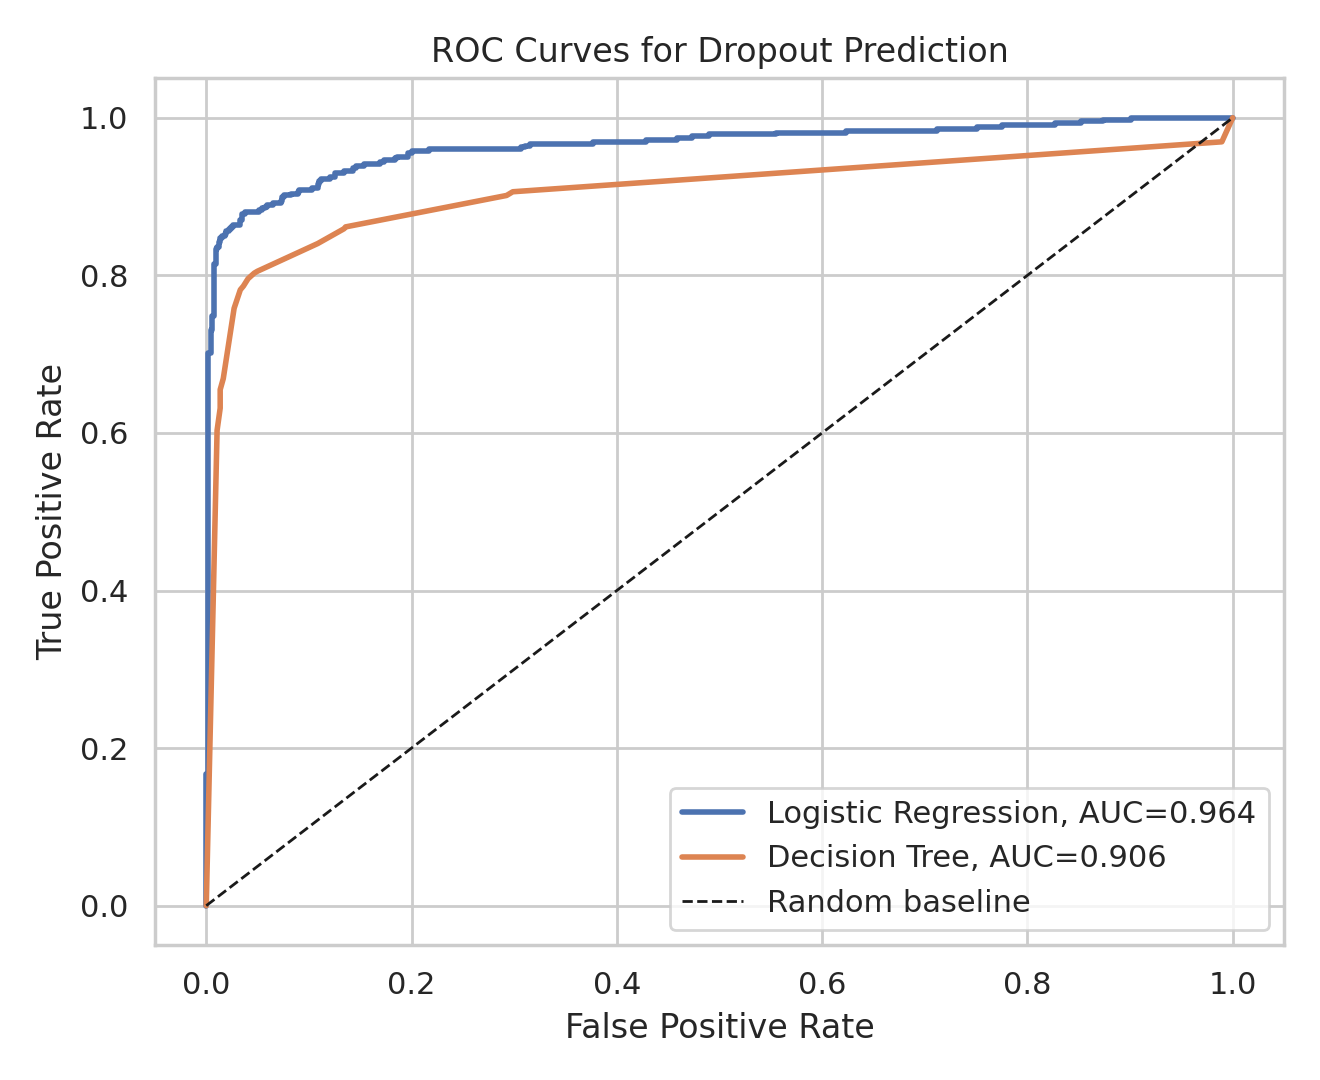 ROC Curves for Dropout Prediction
1.0
0.8
0.6
0.4
0.2
0.0
True Positive Rate
Logistic Regression, AUC=0.964
Decision Tree, AUC=0.906
Random baseline
0.0 0.2 0.4 0.6 0.8 1.0
False Positive Rate